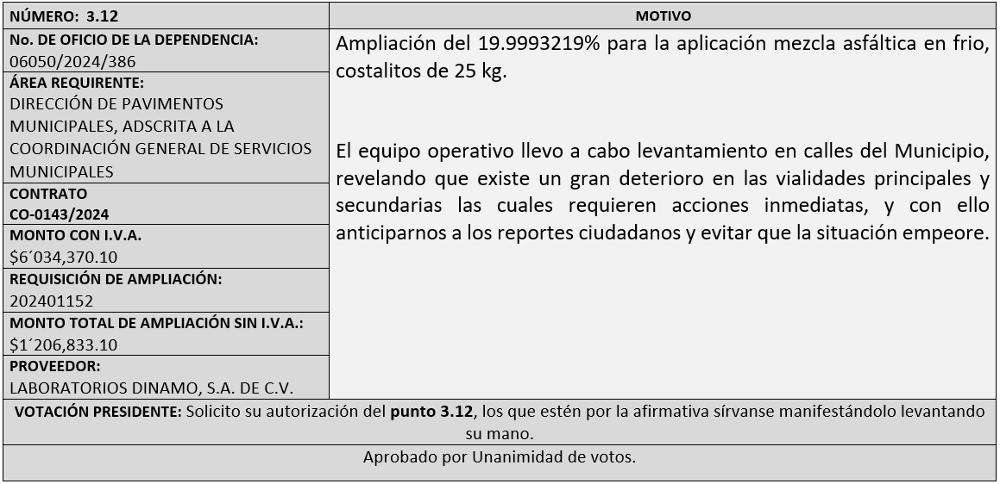 NÚMERO: 3.12
No. DE OFICIO DE LA DEPENDENCIA:
06050/2024/386
ÁREA REQUIRENTE:
DIRECCIÓN DE PAVIMENTOS
MUNICIPALES, ADSCRITA A LA
COORDINACIÓN GENERAL DE SERVICIOS
MUNICIPALES
CONTRATO
CO-0143/2024
MONTO CON I.V.A.
$6´034,370.10
REQUISICIÓN DE AMPLIACIÓN:
202401152
MONTO TOTAL DE AMPLIACIÓN SIN I.V.A.:
$1´206,833.10
PROVEEDOR:
LABORATORIOS DINAMO, S.A. DE C.V.
MOTIVO
Ampliación del 19.9993219% para la aplicación mezcla asfáltica en frio,
costalitos de 25 kg.
El equipo operativo llevo a cabo levantamiento en calles del Municipio,
revelando que existe un gran deterioro en las vialidades principales y
secundarias las cuales requieren acciones inmediatas, y con ello
anticiparnos a los reportes ciudadanos y evitar que la situación empeore.
VOTACIÓN PRESIDENTE: Solicito su autorización del punto 3.12, los que estén por la afirmativa sírvanse manifestándolo levantando
su mano.
Aprobado por Unanimidad de votos.